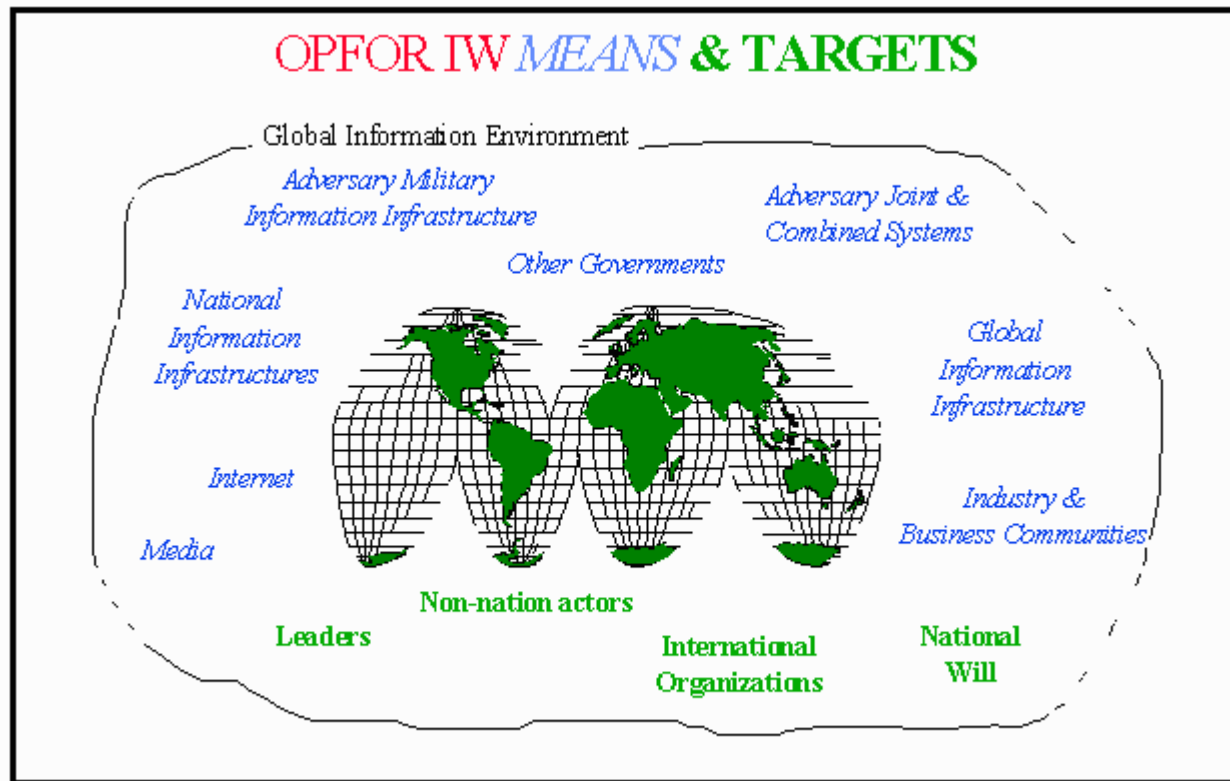 OPFOR IW MEANS & TARGETS
Global Information Environment
Adversary Military
Information Infrastructure
Adversary Joint &
Combined Systems
Other Governments
National
Information
Infrastructures
Global
Information
Infrastructure
Internet
Industry &
Business Communities
Media
Non-nation actors
Leaders
International
Organizations
National
Will